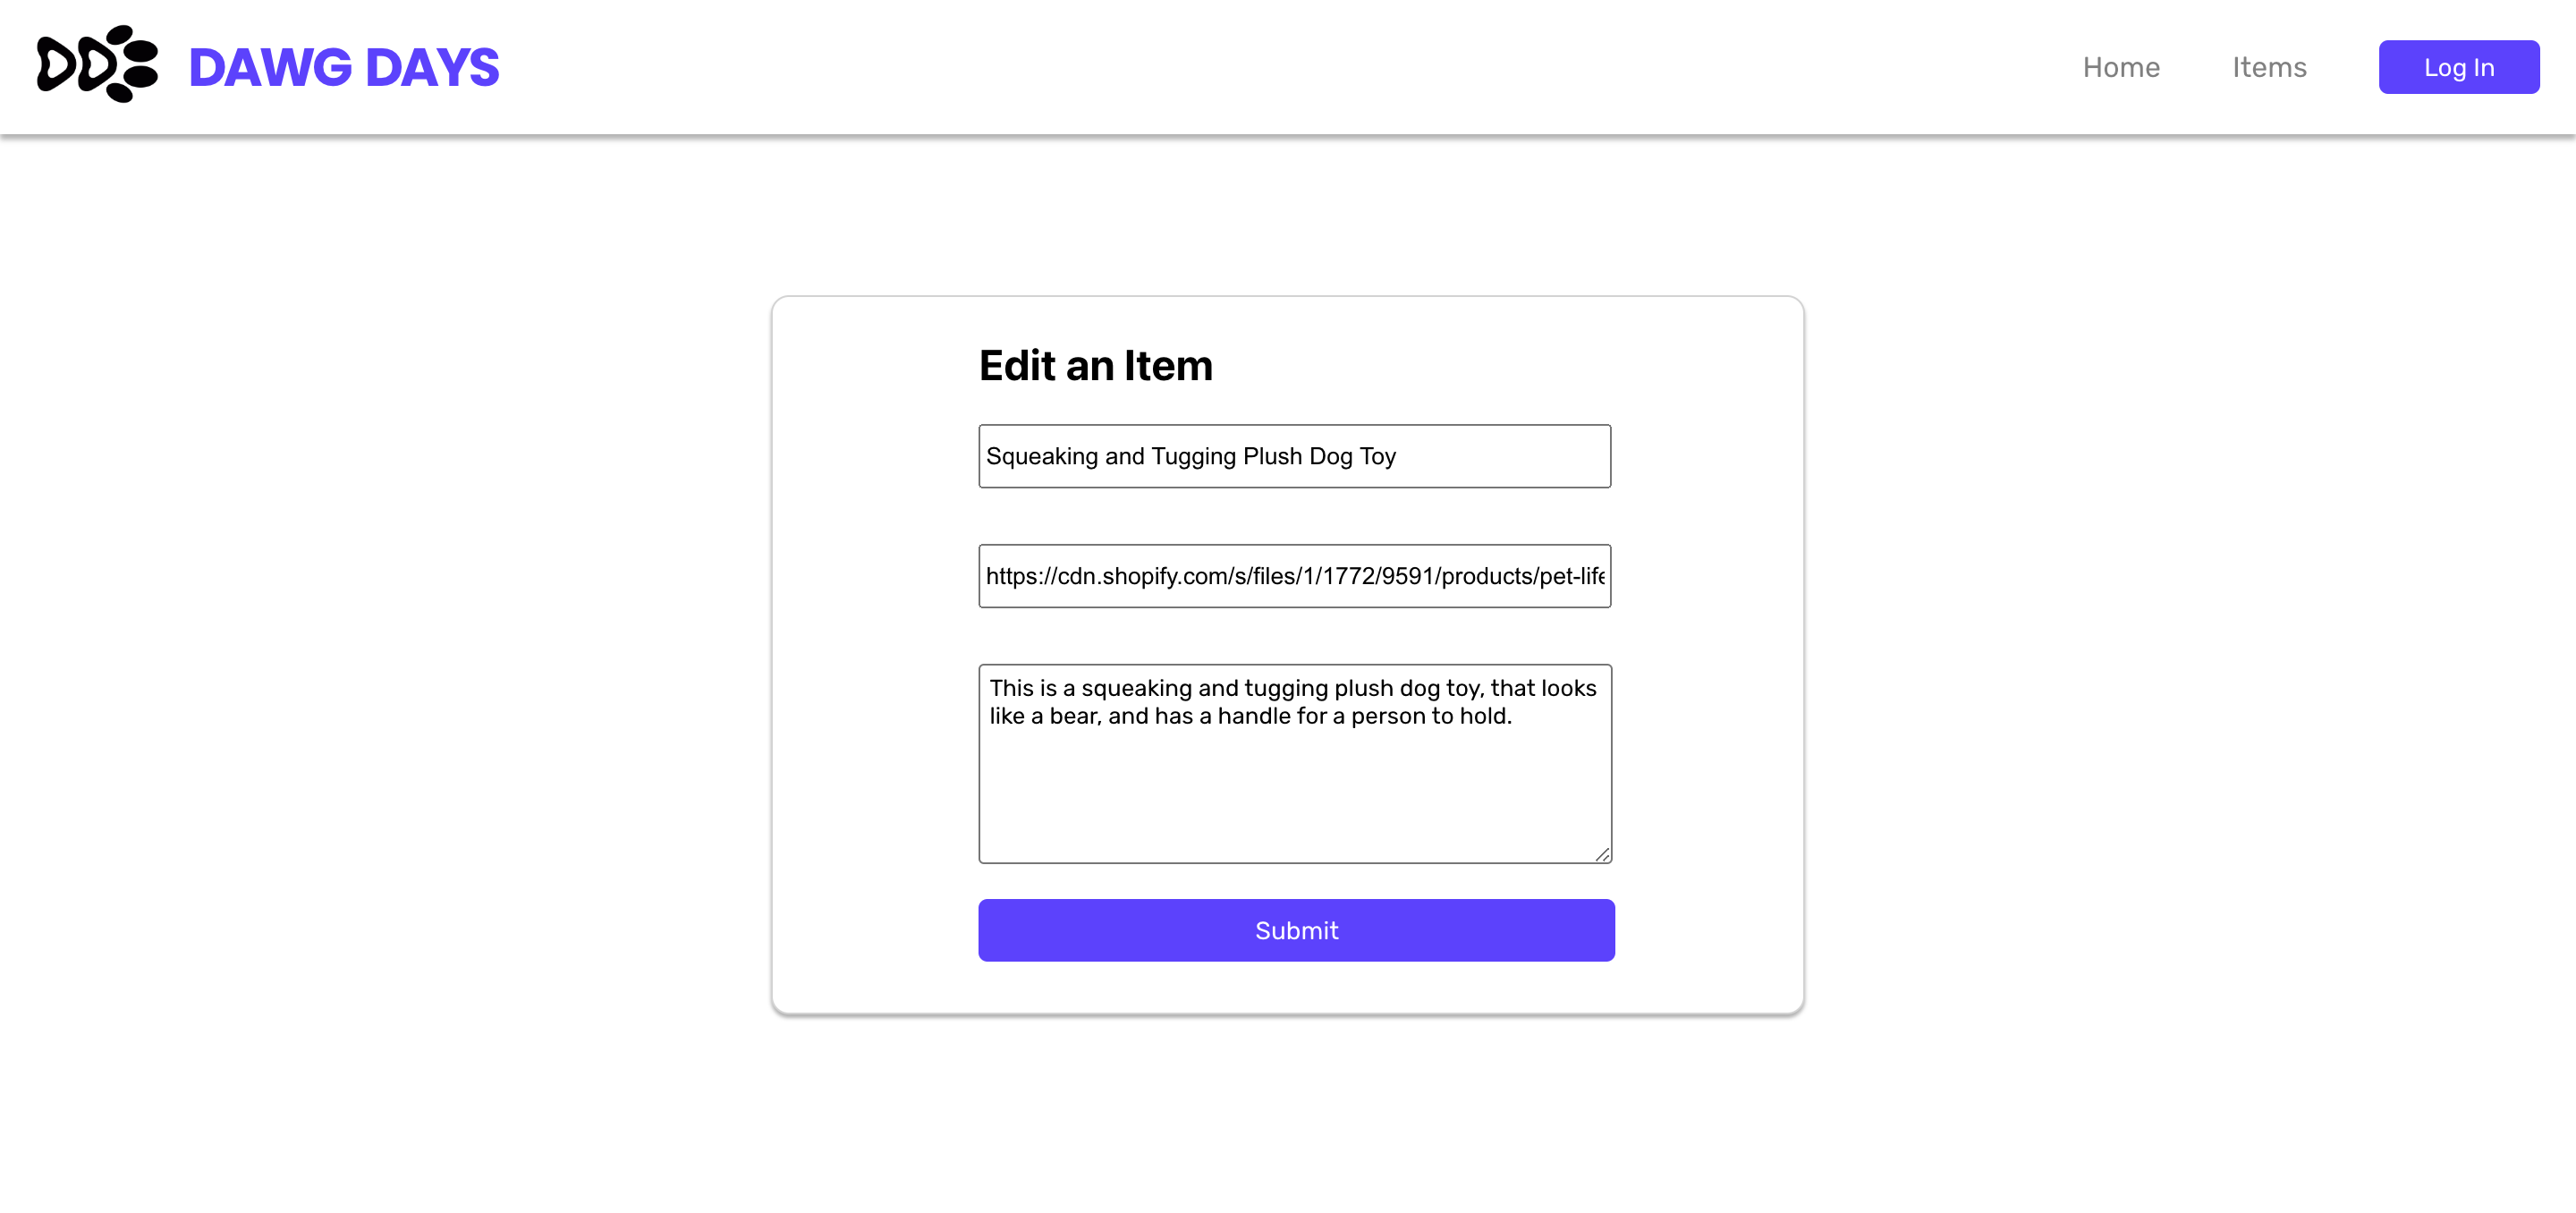 DD DAWG DAYS
Home Items Log In
Edit an Item
Squeaking and Tugging Plush Dog Toy
https://cdn.shopify.com/s/files/1/1772/9591/products/pet-life
This is a squeaking and tugging plush dog toy, that looks
like a bear, and has a handle for a person to hold.
Submit